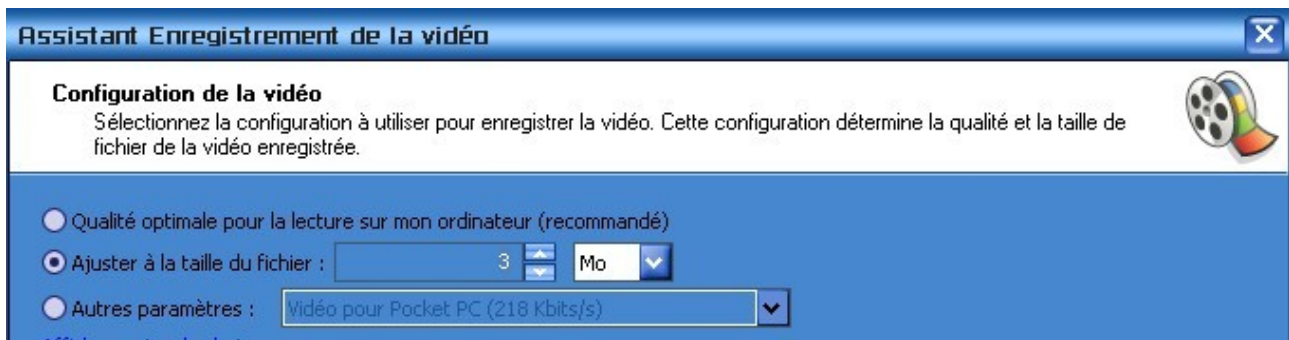 Assistant Enregistrement de la vidéo
Configuration de la vidéo
Sélectionnez la configuration à utiliser pour enregistrer la vidéo. Cette configuration détermine la qualité et la taille de
fichier de la vidéo enregistrée.
Qualité optimale pour la lecture sur mon ordinateur (recommandé)
Ajuster à la taille du fichier : 3 Mo
Autres paramètres : Vidéo pour Pocket PC (218 Kbits/s)